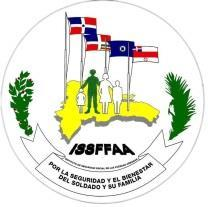 ISSFFAA
POR LA SEGURIDAD Y EL BIENESTAR
DEL SOLDADO Y SU FAMILIA